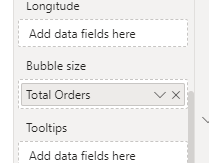 Longitude
Add data fields here
Bubble size
Total Orders
Tooltips
Add data fields here